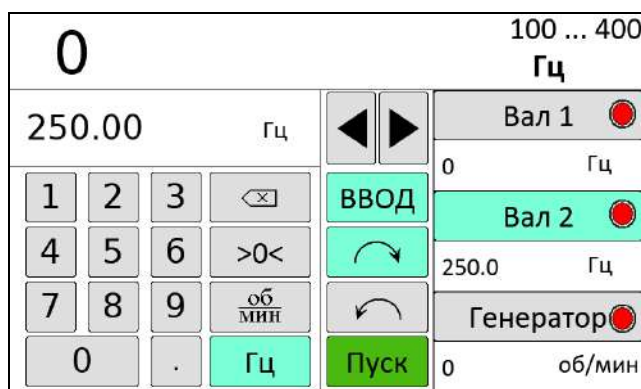 0
100 ... 400
Гц
250.00 Гц
Вал 1
0 Гц
1 2 3 ВВОД
Вал 2
4 5 6 >0<
250.0 Гц
7 8 9 об/мин
Генератор
0 . Гц Пуск
0 об/мин